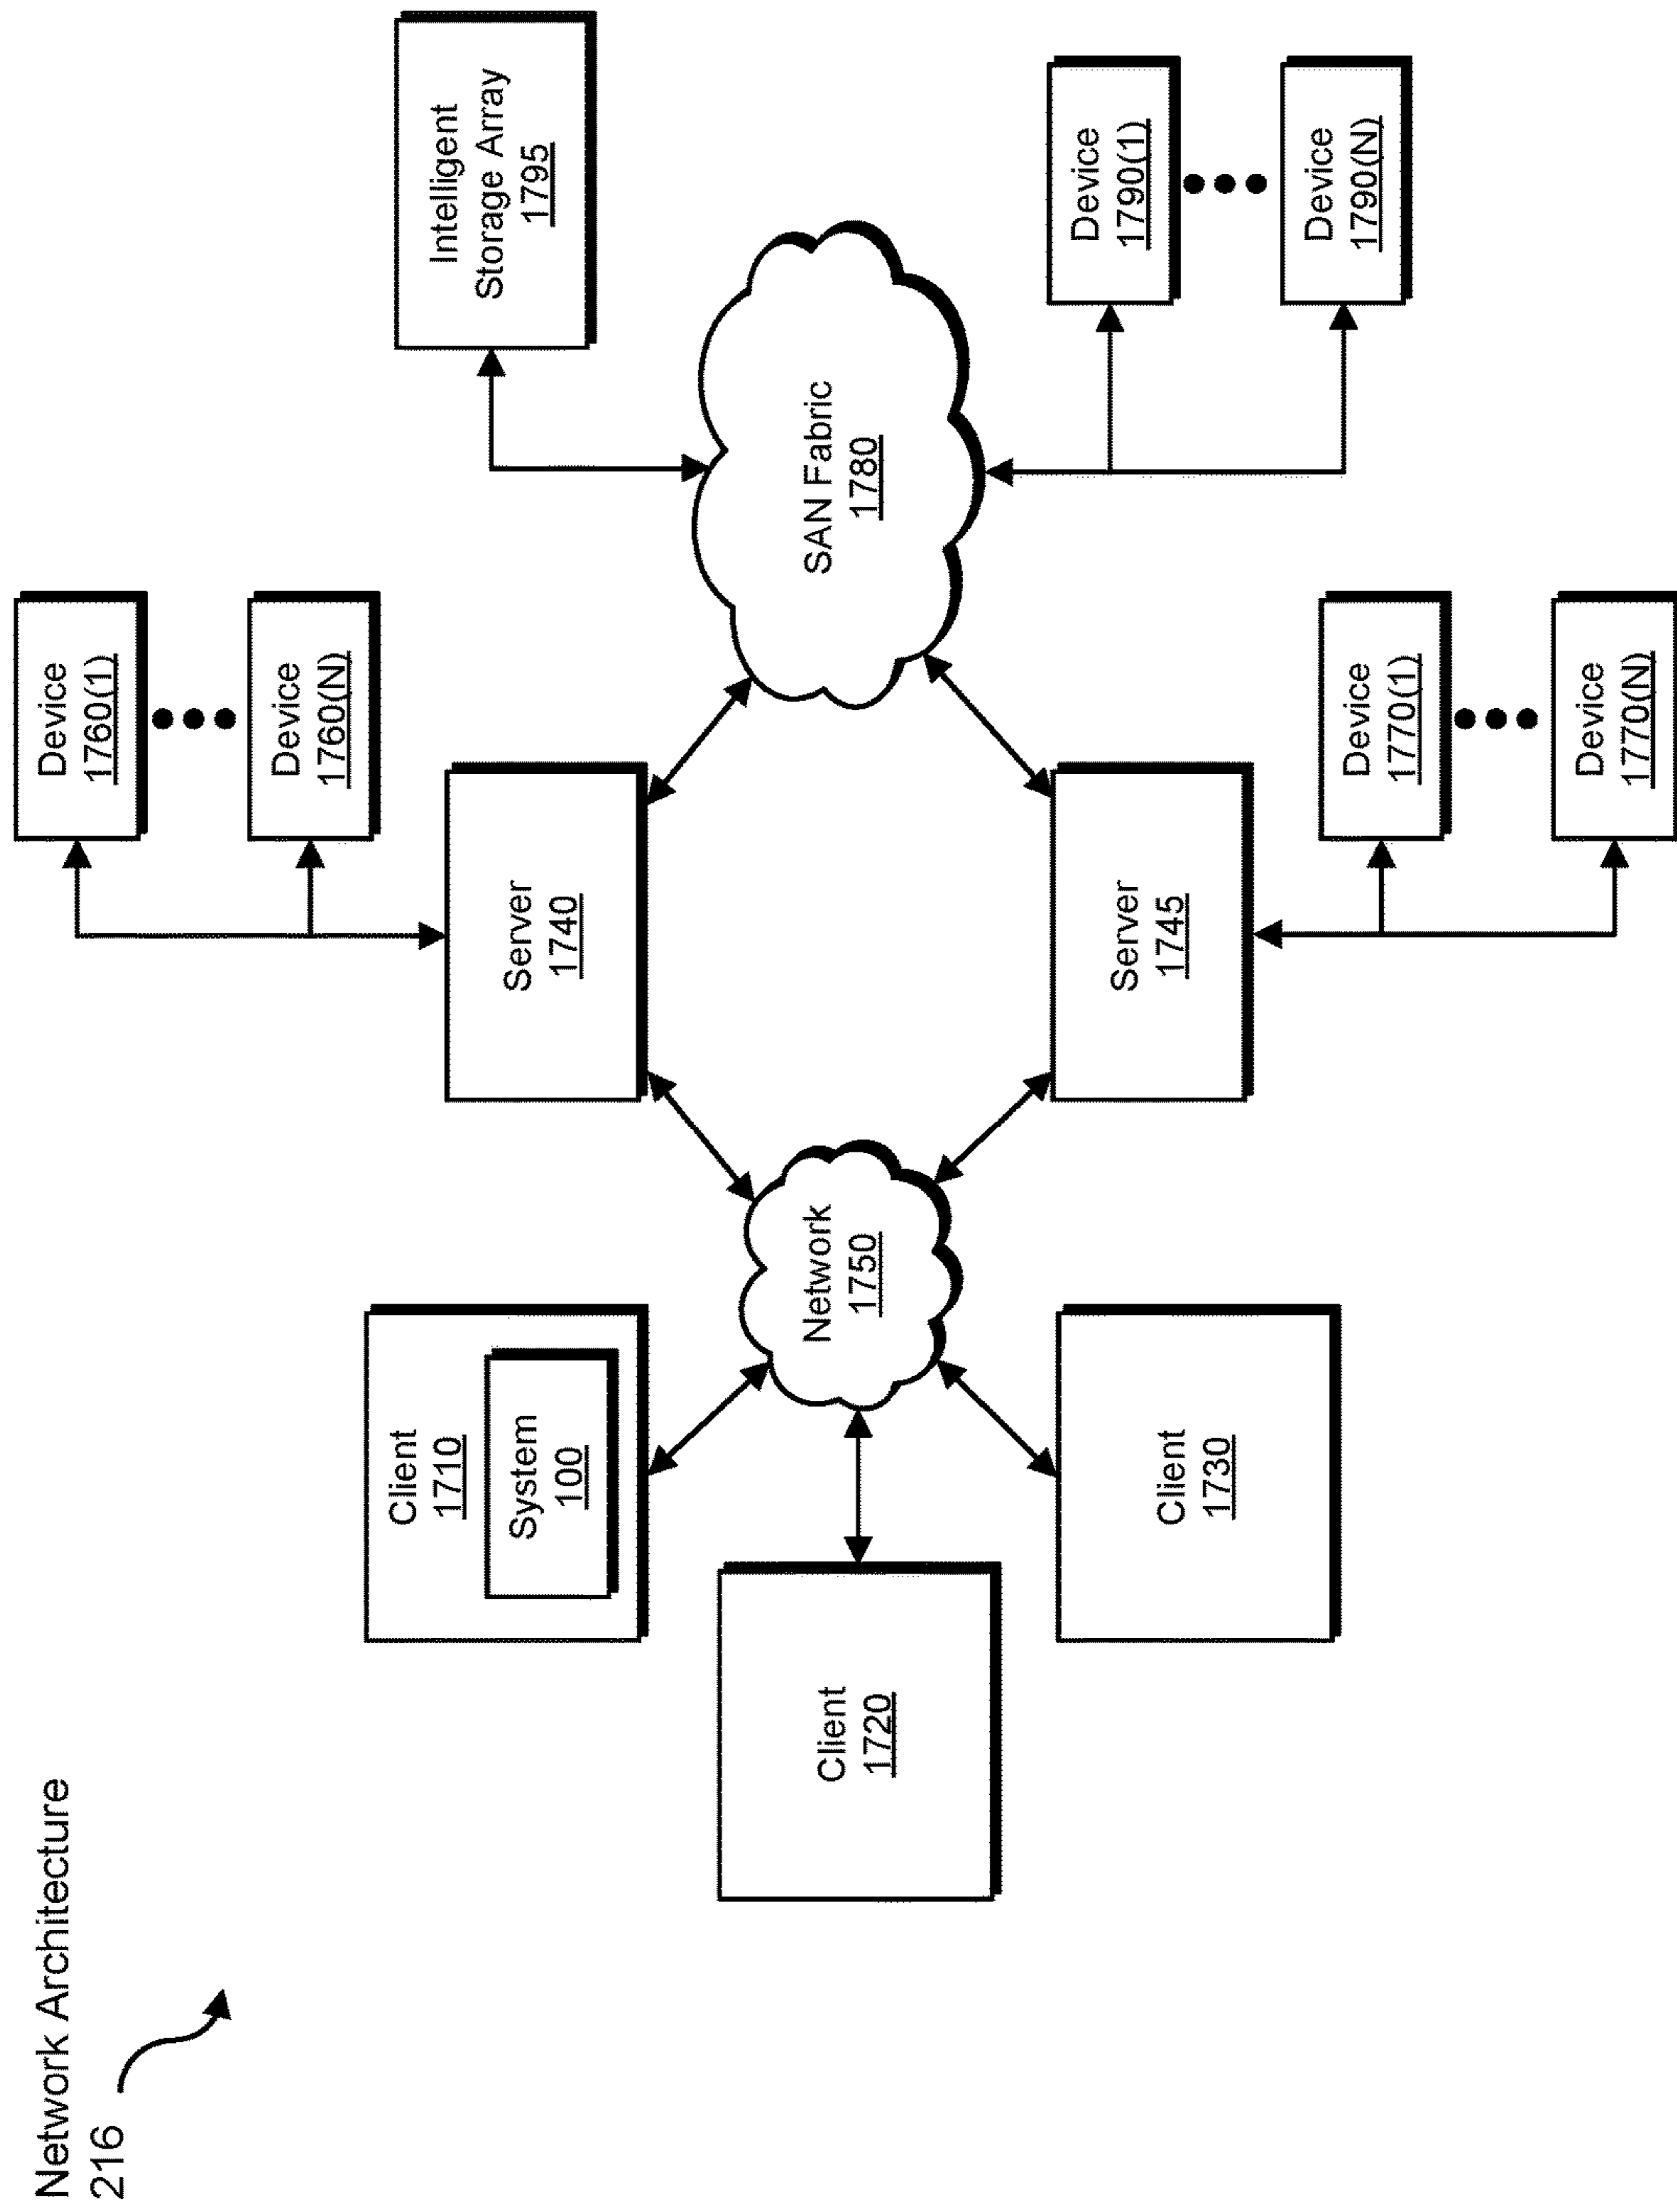 Network Architecture
216
Client
1710
System
100
Client
1720
Client
1730
Network
1750
Server
1740
Server
1745
Device
1760(1)
Device
1760(N)
Device
1770(1)
Device
1770(N)
SAN Fabric
1780
Intelligent
Storage Array
1795
Device
1790(1)
Device
1790(N)